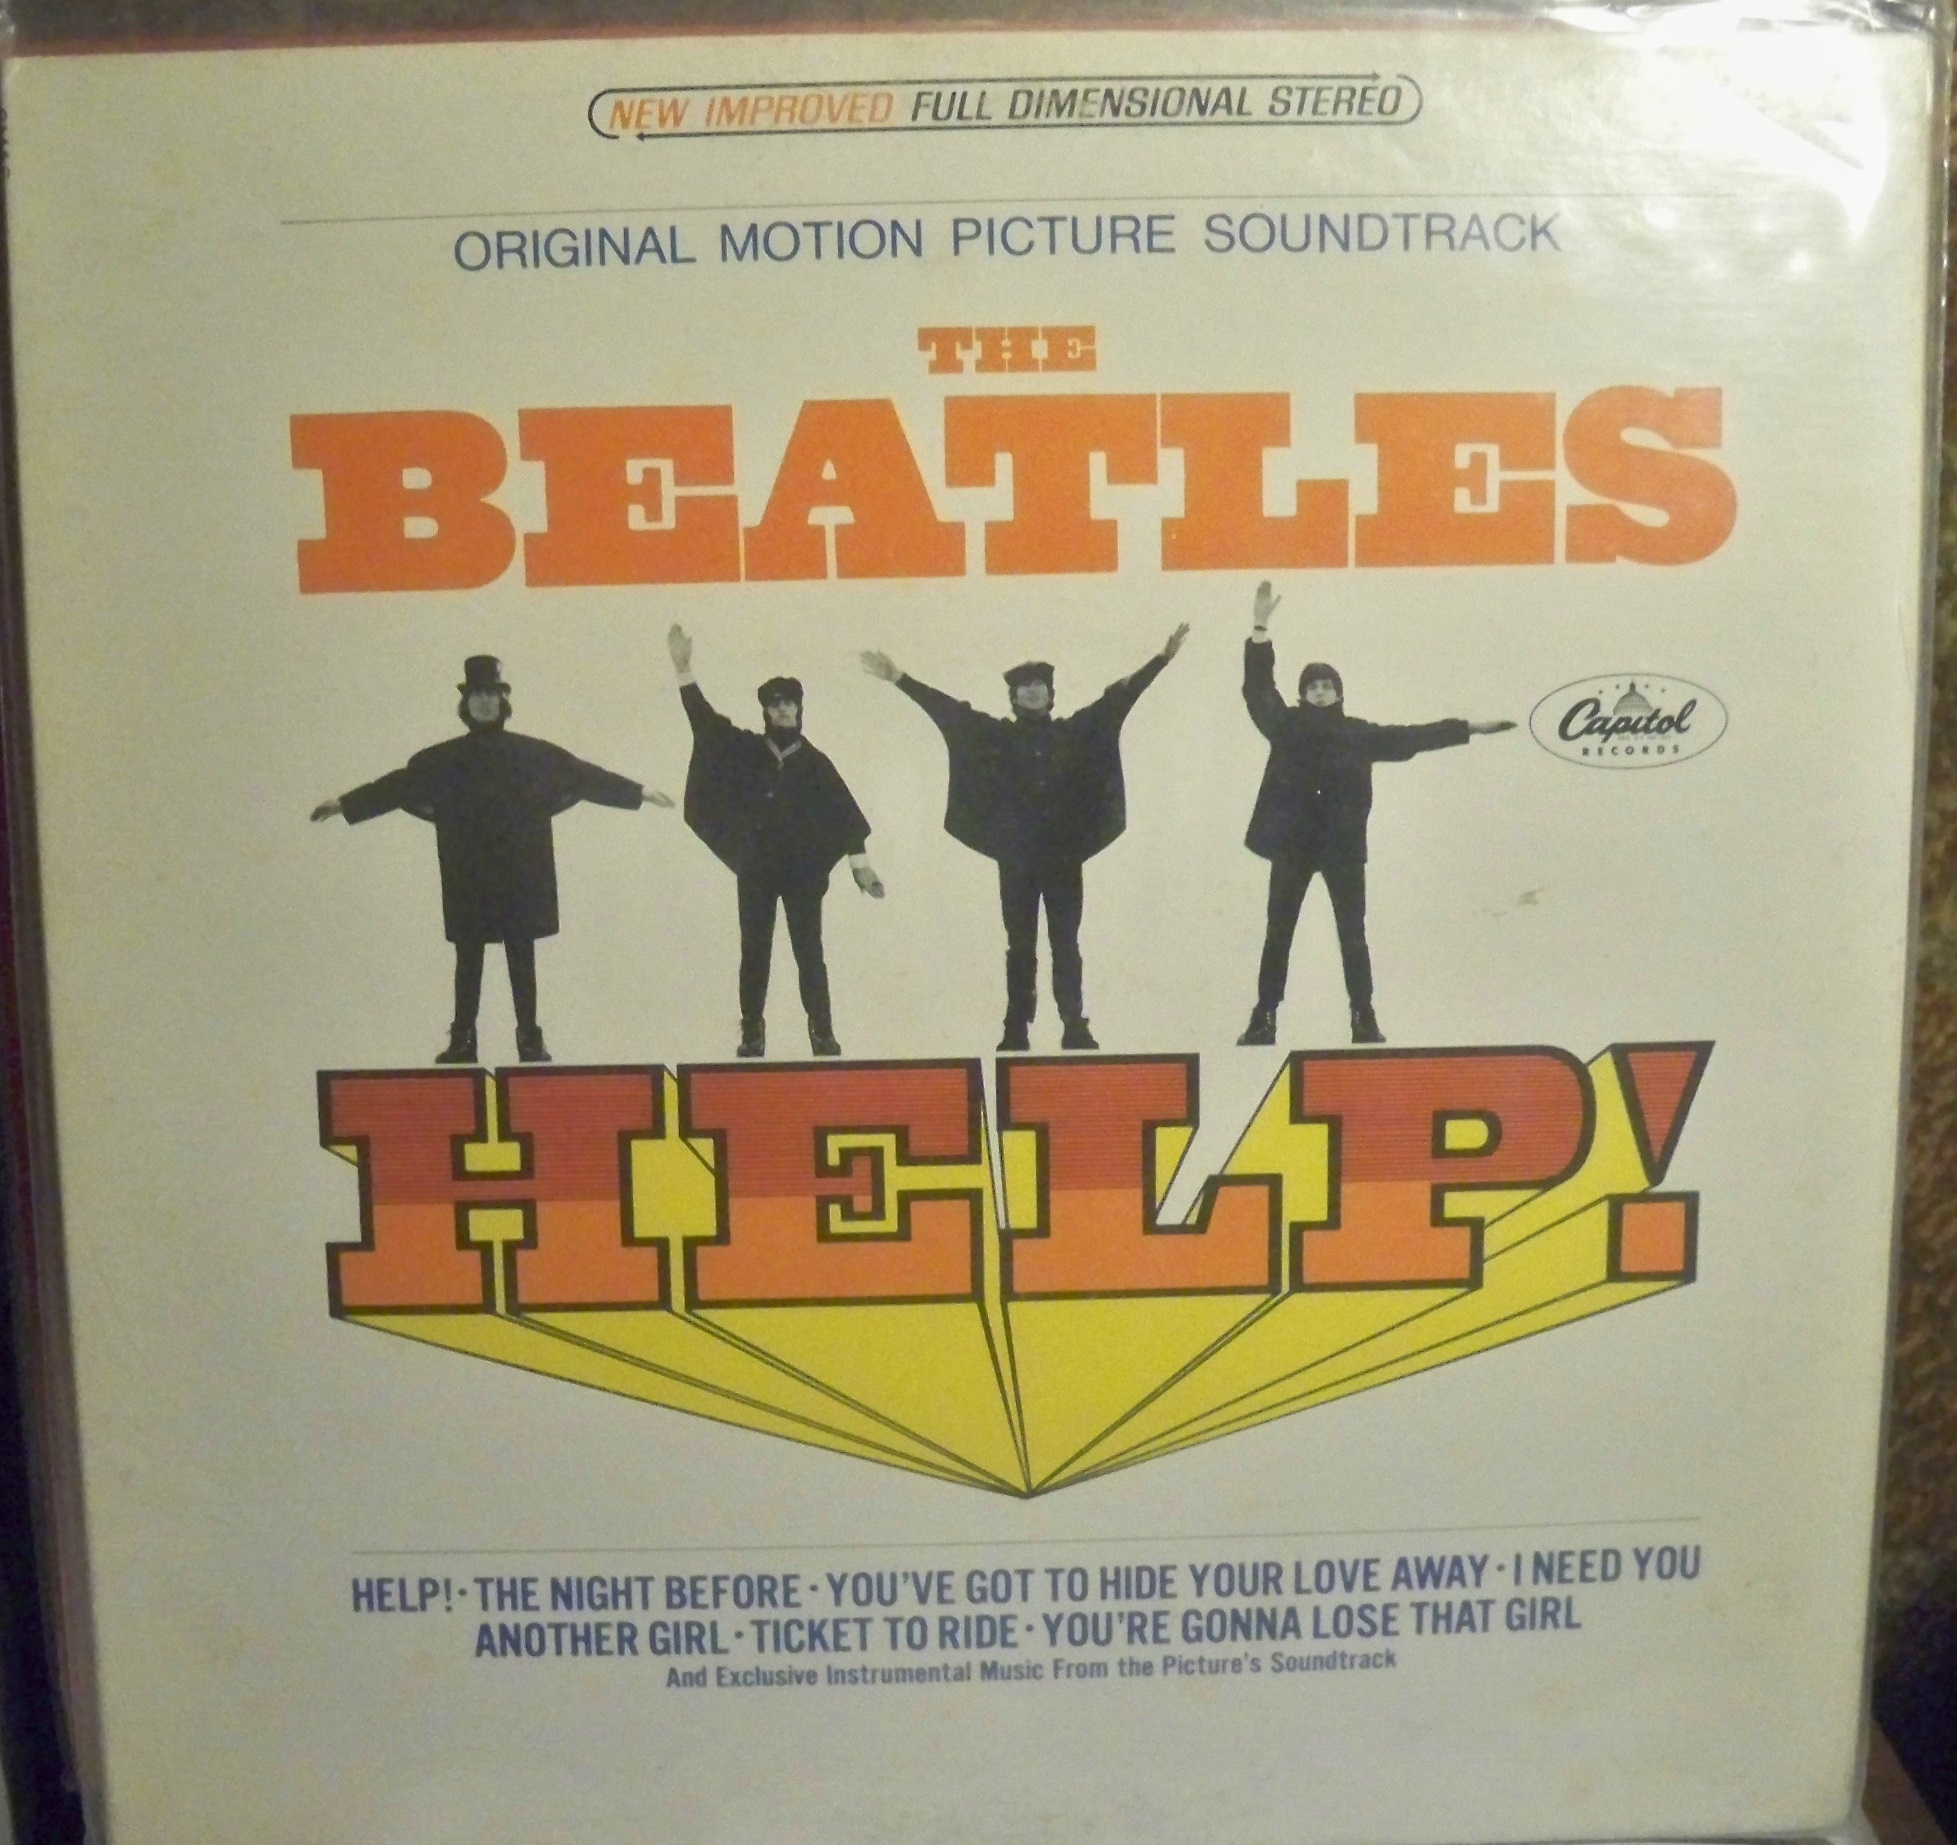 NEW IMPROVED FULL DIMENSIONAL STEREO
ORIGINAL MOTION PICTURE SOUNDTRACK
THE
BEATLES
Capitol
RECORDS
HELP!
HELP! · THE NIGHT BEFORE · YOU'VE GOT TO HIDE YOUR LOVE AWAY · I NEED YOU
ANOTHER GIRL · TICKET TO RIDE · YOU'RE GONNA LOSE THAT GIRL
And Exclusive Instrumental Music From the Picture's Soundtrack